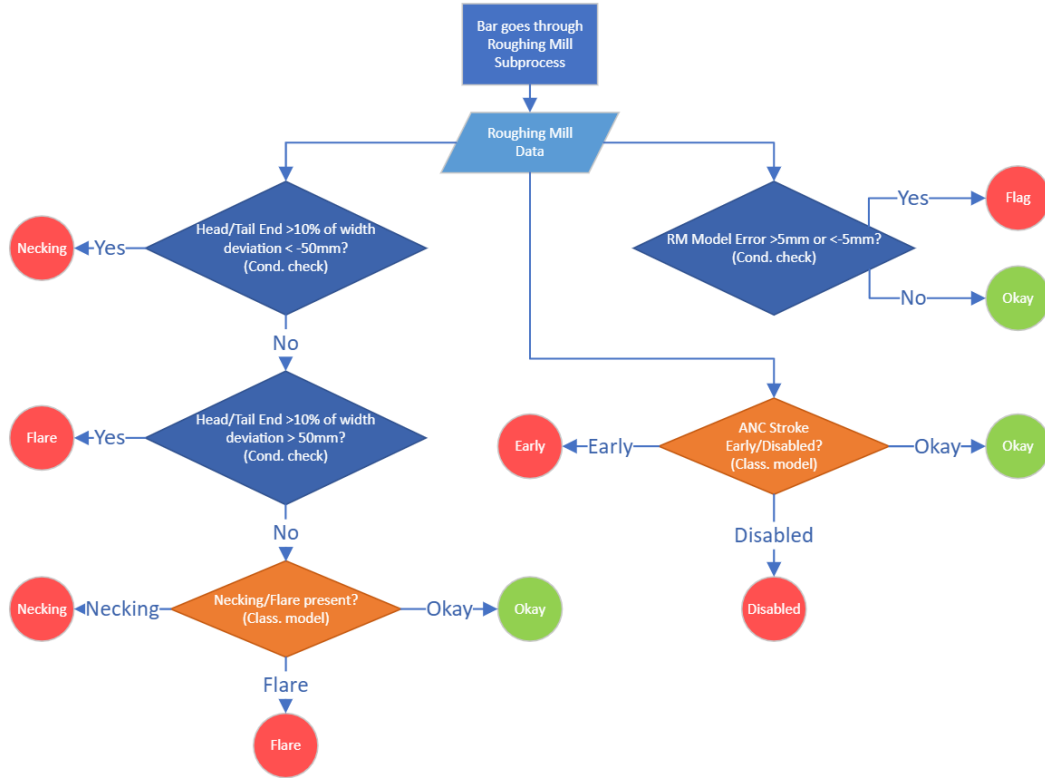 Bar goes through
Roughing Mill
Subprocess
Roughing Mill
Data
Head/Tail End >10% of width
deviation < -50mm?
(Cond. check)
Yes
Necking
No
RM Model Error >5mm or <-5mm?
(Cond. check)
Yes
Flag
No
Okay
Head/Tail End >10% of width
deviation > 50mm?
(Cond. check)
Yes
Flare
No
ANC Stroke
Early/Disabled?
(Class. model)
Early
Early
Okay
Okay
Disabled
Disabled
Necking/Flare present?
(Class. model)
Necking
Necking
Okay
Okay
Flare
Flare